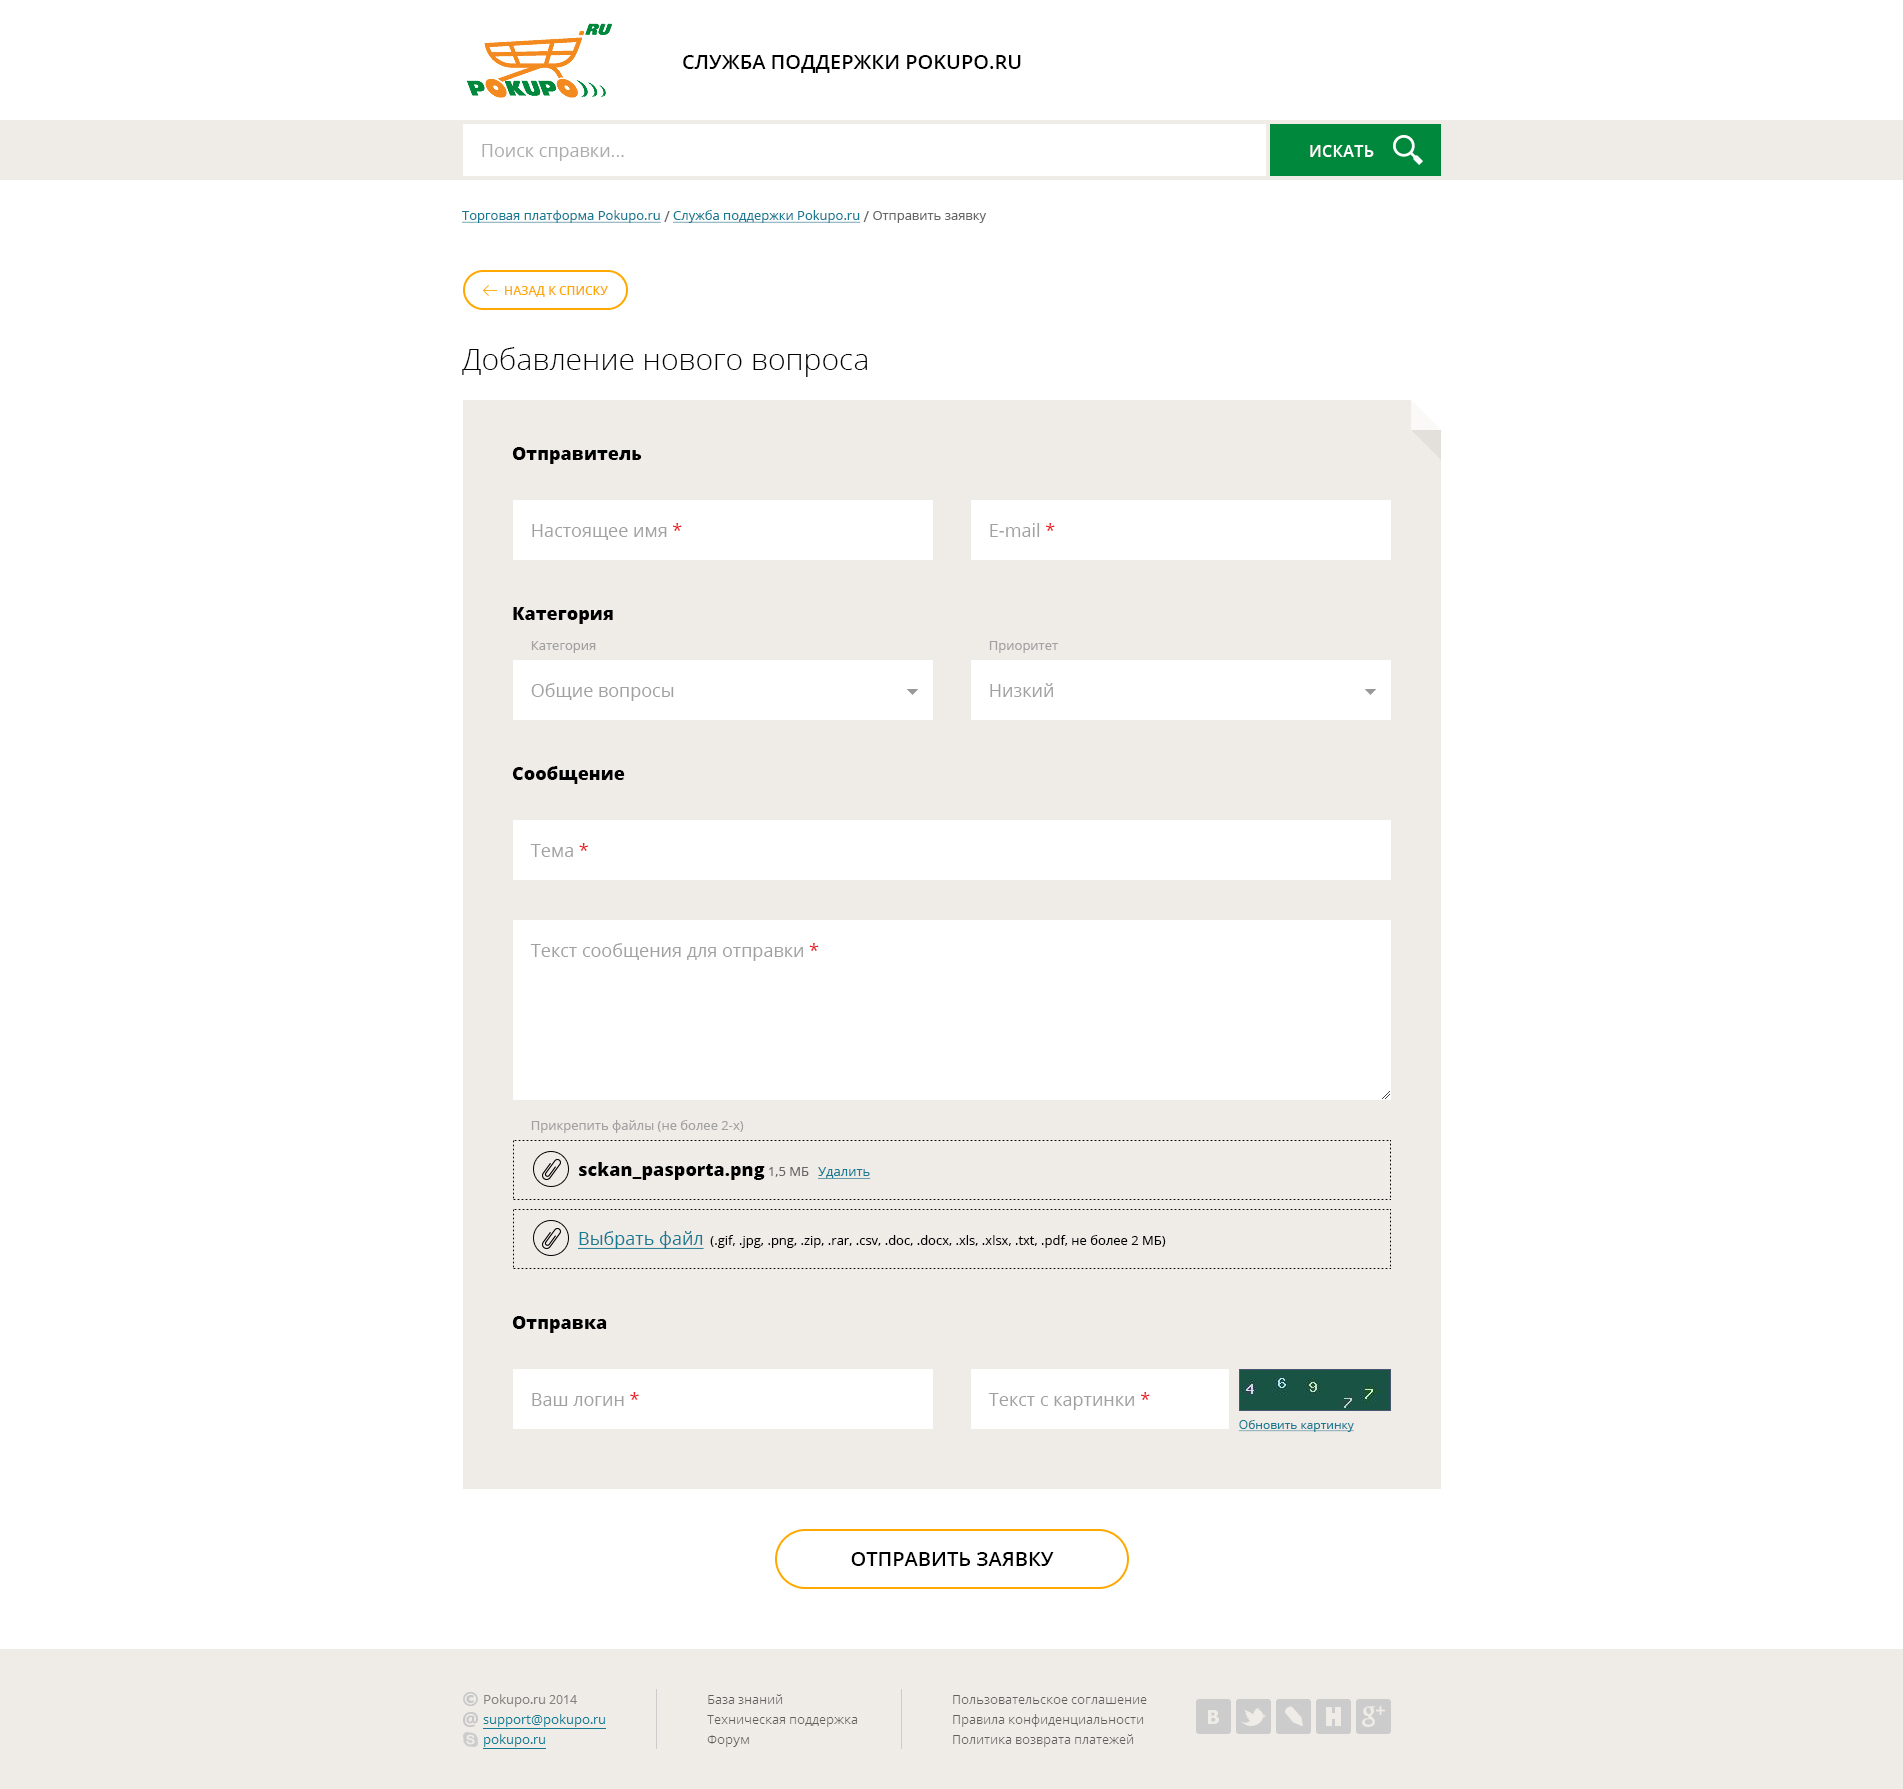 .RU
POKUPO
СЛУЖБА ПОДДЕРЖКИ POKUPO.RU
Поиск справки...
ИСКАТЬ
Торговая платформа Pokupo.ru / Служба поддержки Pokupo.ru / Отправить заявку
НАЗАД К СПИСКУ
Добавление нового вопроса
Отправитель
Настоящее имя *
E-mail *
Категория
Категория
Приоритет
Общие вопросы
Низкий
Сообщение
Тема *
Текст сообщения для отправки *
Прикрепить файлы (не более 2-х)
sckan_pasporta.png 1,5 МБ Удалить
Выбрать файл (.gif, .jpg, .png, .zip, .rar, .csv, .doc, .docx, .xls, .xlsx, .txt, .pdf, не более 2 МБ)
Отправка
Ваш логин *
Текст с картинки *
4 6 9 7 7
Обновить картинку
ОТПРАВИТЬ ЗАЯВКУ
© Pokupo.ru 2014
@ support@pokupo.ru
S pokupo.ru
База знаний
Техническая поддержка
Форум
Пользовательское соглашение
Правила конфиденциальности
Политика возврата платежей
B
H
g+